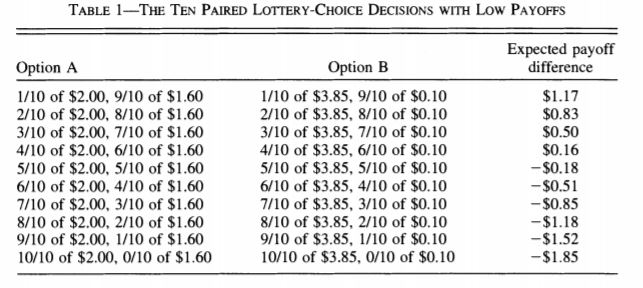 TABLE 1—THE TEN PAIRED LOTTERY-CHOICE DECISIONS WITH LOW PAYOFFS
Option A Option B Expected payoff difference
1/10 of $2.00, 9/10 of $1.60 1/10 of $3.85, 9/10 of $0.10 $1.17
2/10 of $2.00, 8/10 of $1.60 2/10 of $3.85, 8/10 of $0.10 $0.83
3/10 of $2.00, 7/10 of $1.60 3/10 of $3.85, 7/10 of $0.10 $0.50
4/10 of $2.00, 6/10 of $1.60 4/10 of $3.85, 6/10 of $0.10 $0.16
5/10 of $2.00, 5/10 of $1.60 5/10 of $3.85, 5/10 of $0.10 −$0.18
6/10 of $2.00, 4/10 of $1.60 6/10 of $3.85, 4/10 of $0.10 −$0.51
7/10 of $2.00, 3/10 of $1.60 7/10 of $3.85, 3/10 of $0.10 −$0.85
8/10 of $2.00, 2/10 of $1.60 8/10 of $3.85, 2/10 of $0.10 −$1.18
9/10 of $2.00, 1/10 of $1.60 9/10 of $3.85, 1/10 of $0.10 −$1.52
10/10 of $2.00, 0/10 of $1.60 10/10 of $3.85, 0/10 of $0.10 −$1.85